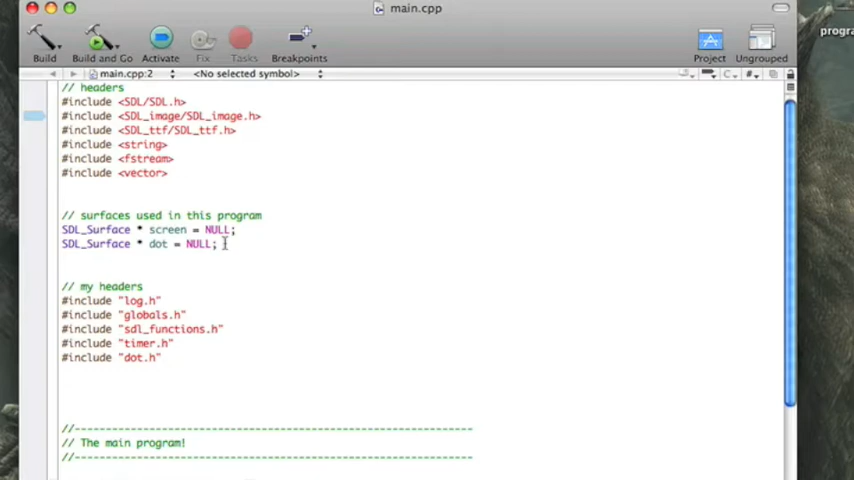 main.cpp
Build Build and Go Activate Fix Tasks Breakpoints Project Ungrouped
main.cpp:2 <No selected symbol>
// headers
#include <SDL/SDL.h>
#include <SDL_image/SDL_image.h>
#include <SDL_ttf/SDL_ttf.h>
#include <string>
#include <fstream>
#include <vector>
// surfaces used in this program
SDL_Surface * screen = NULL;
SDL_Surface * dot = NULL;
// my headers
#include "log.h"
#include "globals.h"
#include "sdl_functions.h"
#include "timer.h"
#include "dot.h"
//----------------------------------------------------------------
// The main program!
//----------------------------------------------------------------